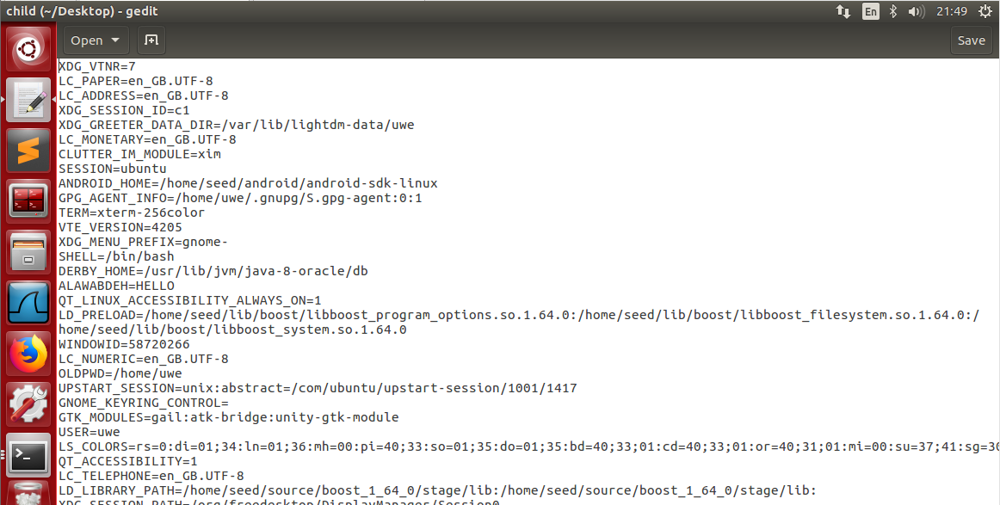 child (~/Desktop) - gedit
En
21:49
Open
Save
XDG_VTNR=7
LC_PAPER=en_GB.UTF-8
LC_ADDRESS=en_GB.UTF-8
XDG_SESSION_ID=c1
XDG_GREETER_DATA_DIR=/var/lib/lightdm-data/uwe
LC_MONETARY=en_GB.UTF-8
CLUTTER_IM_MODULE=xim
SESSION=ubuntu
ANDROID_HOME=/home/seed/android/android-sdk-linux
GPG_AGENT_INFO=/home/uwe/.gnupg/S.gpg-agent:0:1
TERM=xterm-256color
VTE_VERSION=4205
XDG_MENU_PREFIX=gnome-
SHELL=/bin/bash
DERBY_HOME=/usr/lib/jvm/java-8-oracle/db
ALAWABDEH=HELLO
QT_LINUX_ACCESSIBILITY_ALWAYS_ON=1
LD_PRELOAD=/home/seed/lib/boost/libboost_program_options.so.1.64.0:/home/seed/lib/boost/libboost_filesystem.so.1.64.0:/
home/seed/lib/boost/libboost_system.so.1.64.0
WINDOWID=58720266
LC_NUMERIC=en_GB.UTF-8
OLDPWD=/home/uwe
UPSTART_SESSION=unix:abstract=/com/ubuntu/upstart-session/1001/1417
GNOME_KEYRING_CONTROL=
GTK_MODULES=gail:atk-bridge:unity-gtk-module
USER=uwe
LS_COLORS=rs=0:di=01;34:ln=01;36:mh=00:pi=40;33:so=01;35:do=01;35:bd=40;33;01:cd=40;33;01:or=40;31;01:mi=00:su=37;41:sg=30
QT_ACCESSIBILITY=1
LC_TELEPHONE=en_GB.UTF-8
LD_LIBRARY_PATH=/home/seed/source/boost_1_64_0/stage/lib:/home/seed/source/boost_1_64_0/stage/lib:
XDG_SESSION_PATH=/org/freedesktop/DisplayManager/Session0